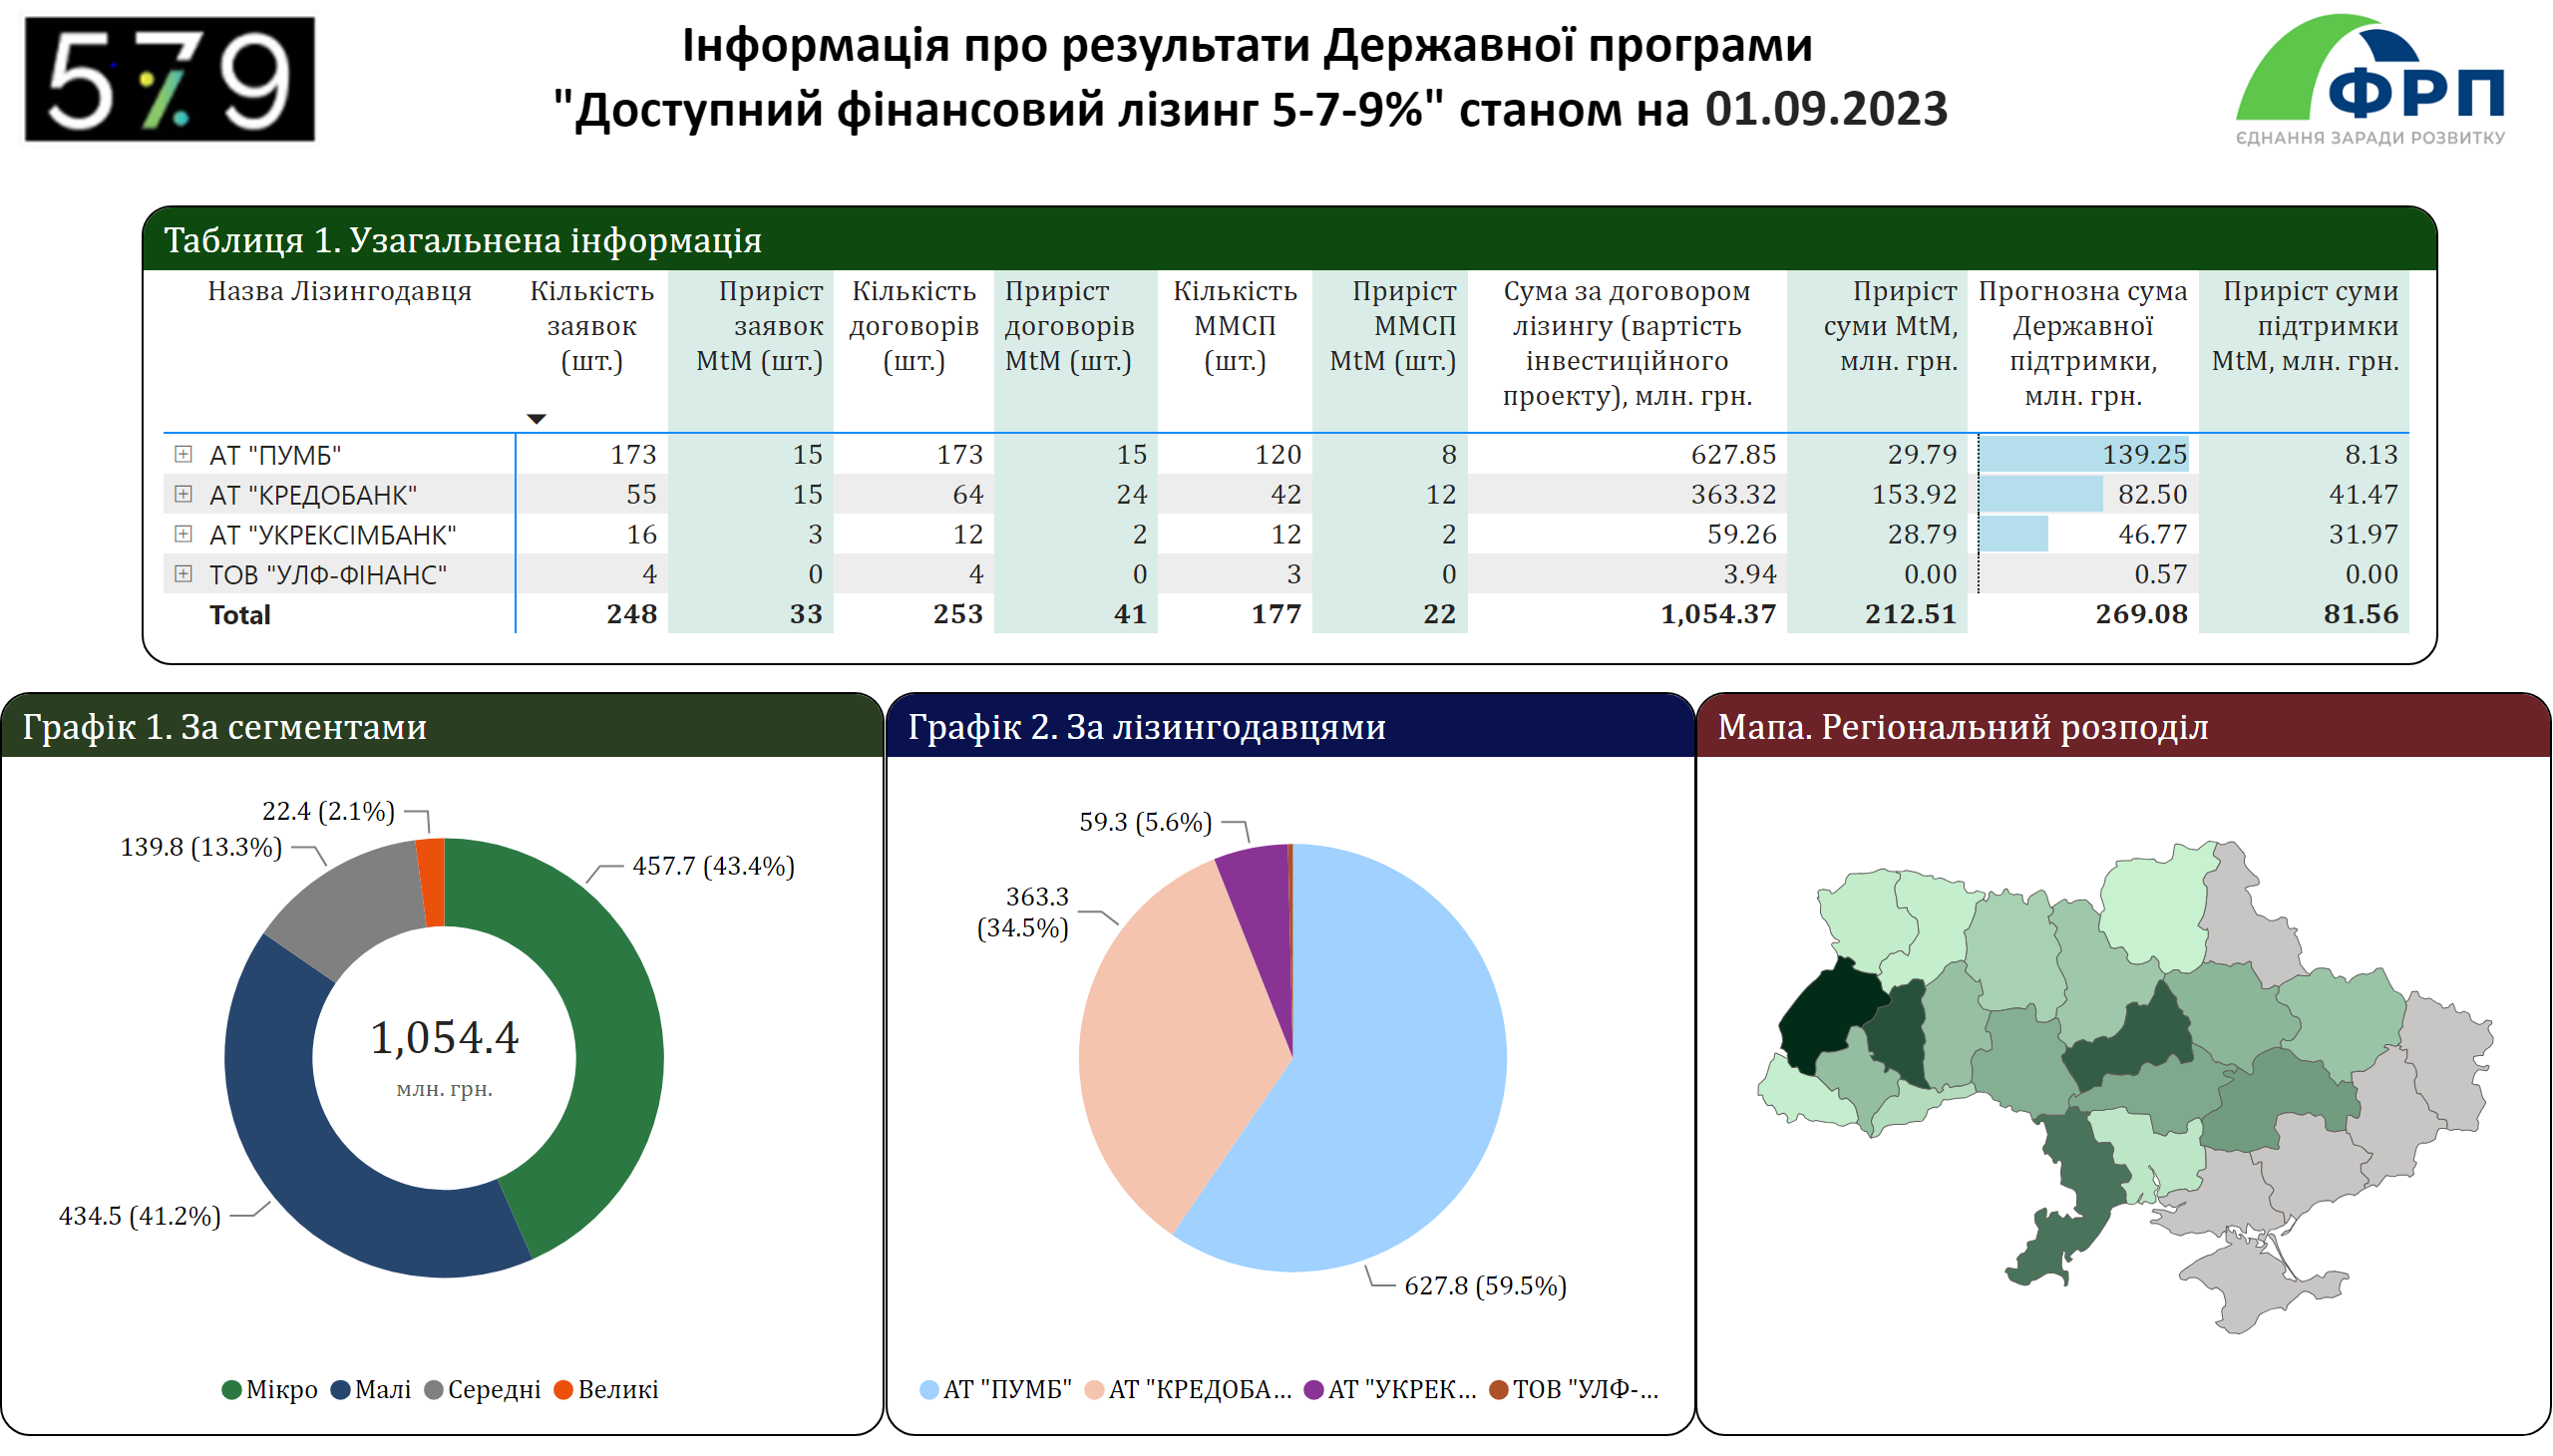 579
Інформація про результати Державної програми
"Доступний фінансовий лізинг 5-7-9%" станом на 01.09.2023
ФРП
ЄДНАННЯ ЗАРАДИ РОЗВИТКУ
Таблиця 1. Узагальнена інформація
Назва Лізингодавця Кількість Приріст Кількість Приріст Кількість Приріст Сума за договором Приріст Прогнозна сума Приріст суми
заявок заявок договорів договорів ММСП ММСП лізингу (вартість суми MtM, Державної підтримки
(шт.) MtM (шт.) (шт.) MtM (шт.) (шт.) MtM (шт.) інвестиційного млн. грн. підтримки, MtM, млн. грн.
проекту), млн. грн. млн. грн.
АТ "ПУМБ" 173 15 173 15 120 8 627.85 29.79 139.25 8.13
АТ "КРЕДОБАНК" 55 15 64 24 42 12 363.32 153.92 82.50 41.47
АТ "УКРЕКСІМБАНК" 16 3 12 2 12 2 59.26 28.79 46.77 31.97
ТОВ "УЛФ-ФІНАНС" 4 0 4 0 3 0 3.94 0.00 0.57 0.00
Total 248 33 253 41 177 22 1,054.37 212.51 269.08 81.56
Графік 1. За сегментами
22.4 (2.1%)
139.8 (13.3%)
457.7 (43.4%)
1,054.4
млн. грн.
434.5 (41.2%)
Мікро Малі Середні Великі
Графік 2. За лізингодавцями
59.3 (5.6%)
363.3
(34.5%)
627.8 (59.5%)
АТ "ПУМБ" АТ "КРЕДОБА... АТ "УКРЕК... ТОВ "УЛФ-...
Мапа. Регіональний розподіл